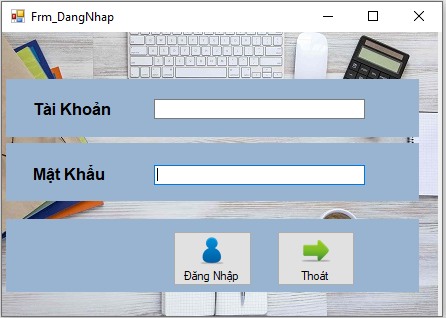 Frm_DangNhap
Tài Khoản
Mật Khẩu
Đăng Nhập
Thoát